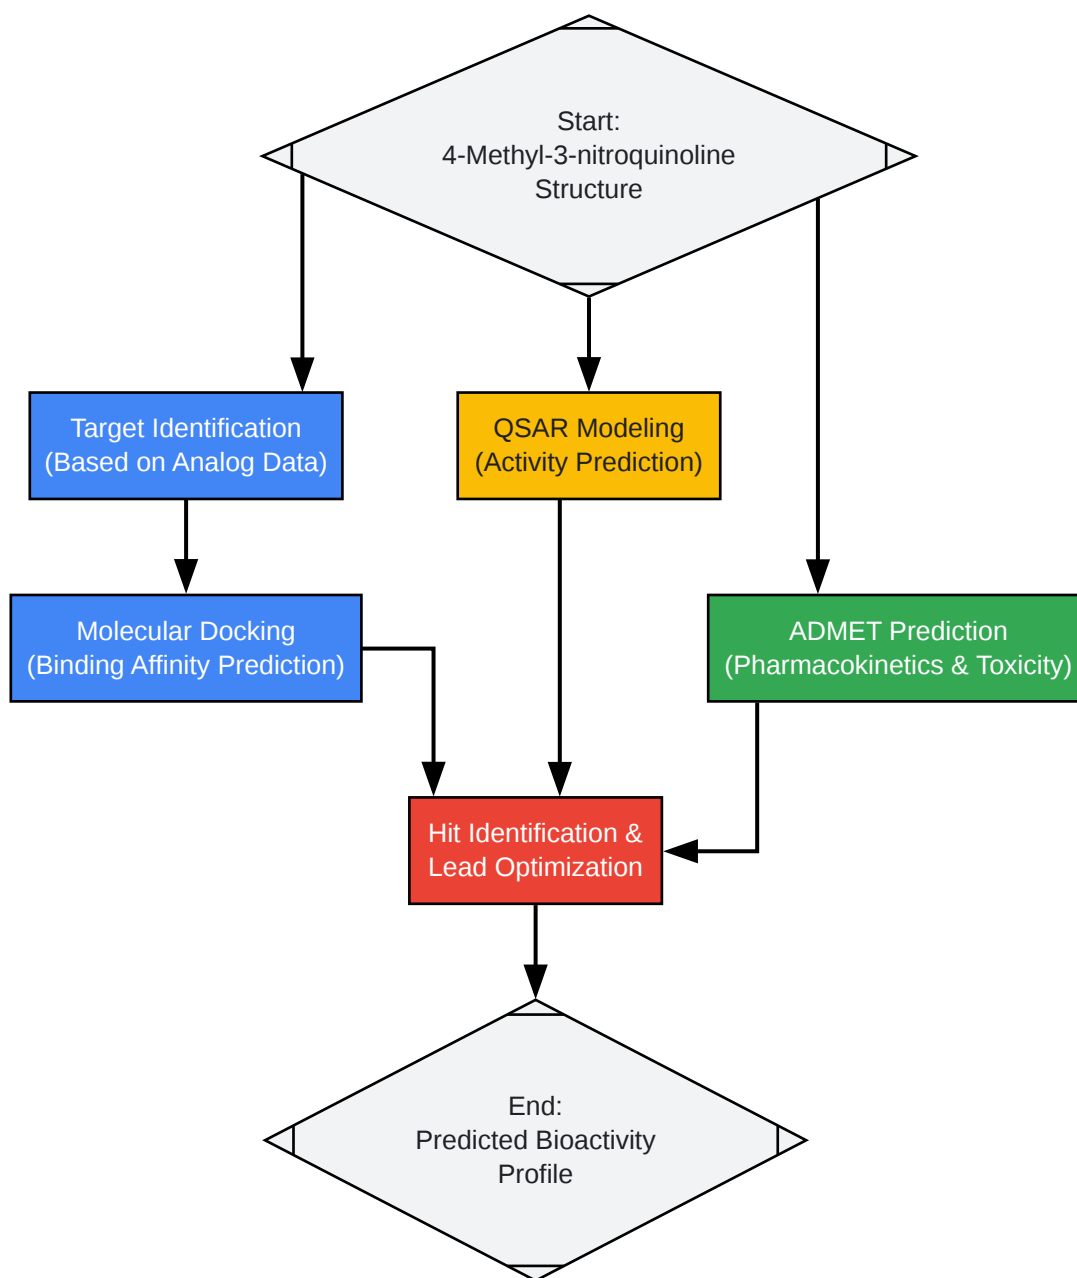 Start:
4-Methyl-3-nitroquinoline
Structure
Target Identification
(Based on Analog Data)
QSAR Modeling
(Activity Prediction)
Molecular Docking
(Binding Affinity Prediction)
ADMET Prediction
(Pharmacokinetics & Toxicity)
Hit Identification &
Lead Optimization
End:
Predicted Bioactivity
Profile